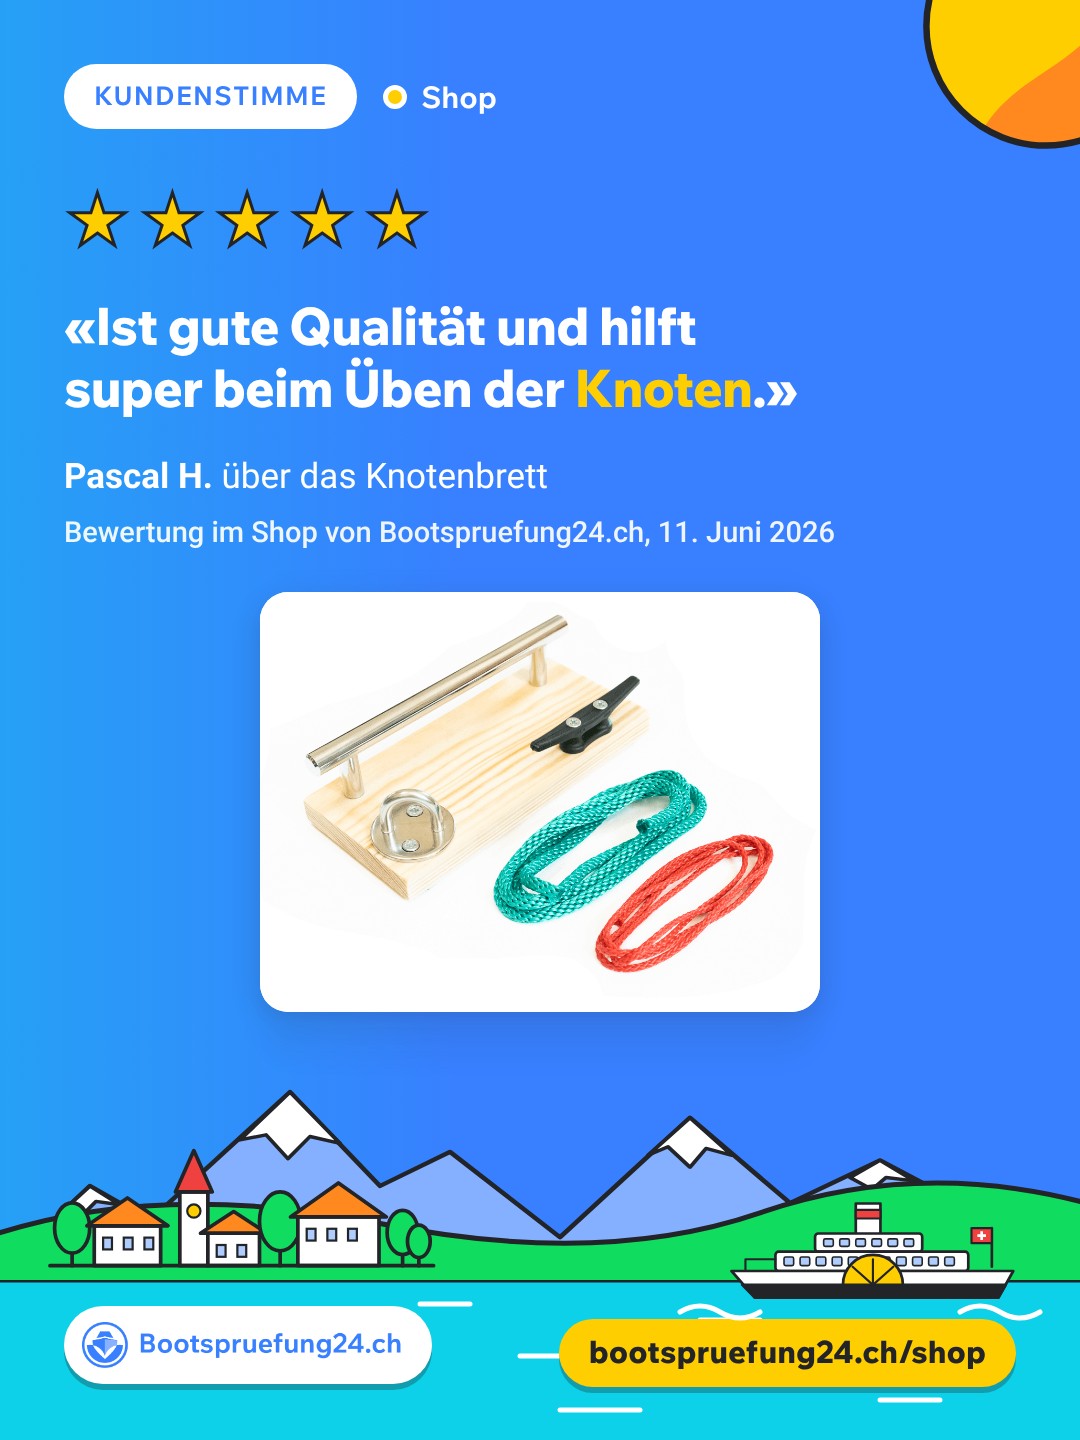 KUNDENSTIMME
Shop
«Ist gute Qualität und hilft
super beim Üben der Knoten.»
Pascal H. über das Knotenbrett
Bewertung im Shop von Bootspruefung24.ch, 11. Juni 2026
Bootspruefung24.ch
bootspruefung24.ch/shop